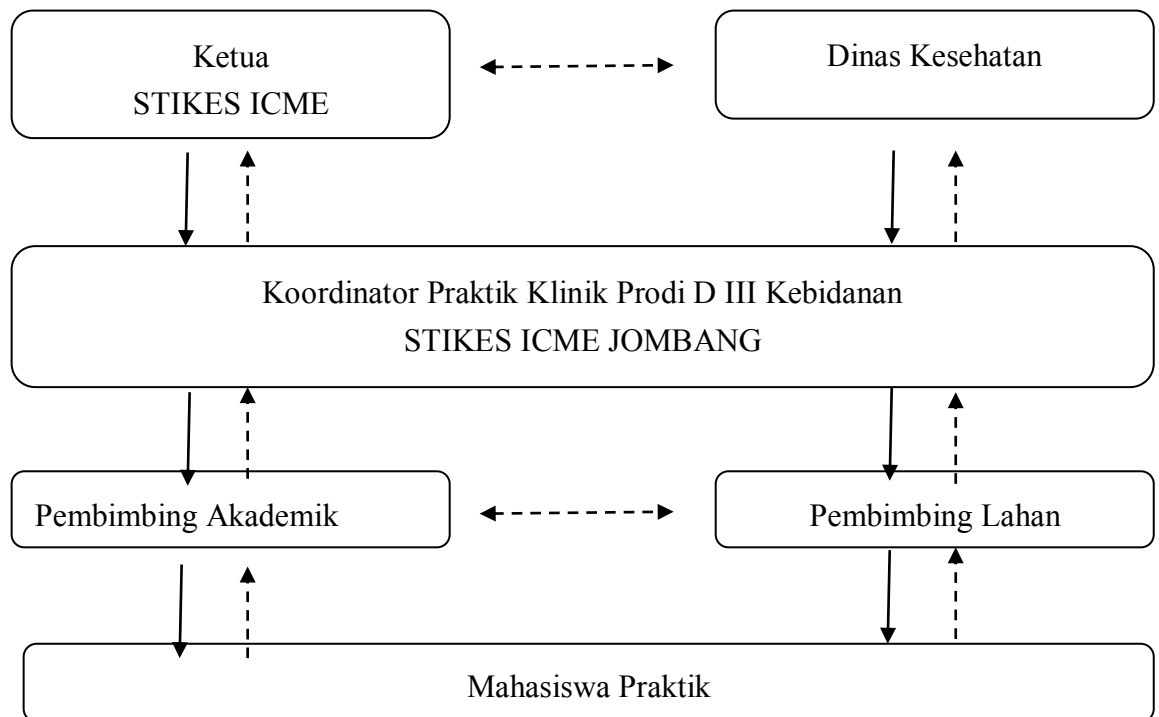 Ketua
STIKES ICME
Dinas Kesehatan
Koordinator Praktik Klinik Prodi D III Kebidanan
STIKES ICME JOMBANG
Pembimbing Akademik
Pembimbing Lahan
Mahasiswa Praktik